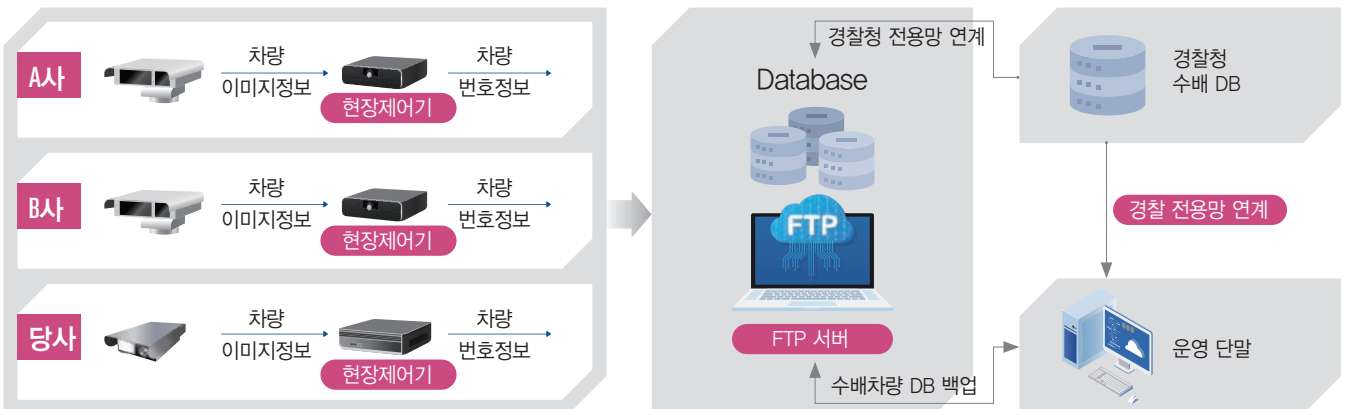 A사
차량
이미지정보
현장제어기
차량
번호정보
B사
차량
이미지정보
현장제어기
차량
번호정보
당사
차량
이미지정보
현장제어기
차량
번호정보
경찰청 전용망 연계
Database
FTP
FTP 서버
수배차량 DB 백업
경찰청
수배 DB
경찰 전용망 연계
운영 단말